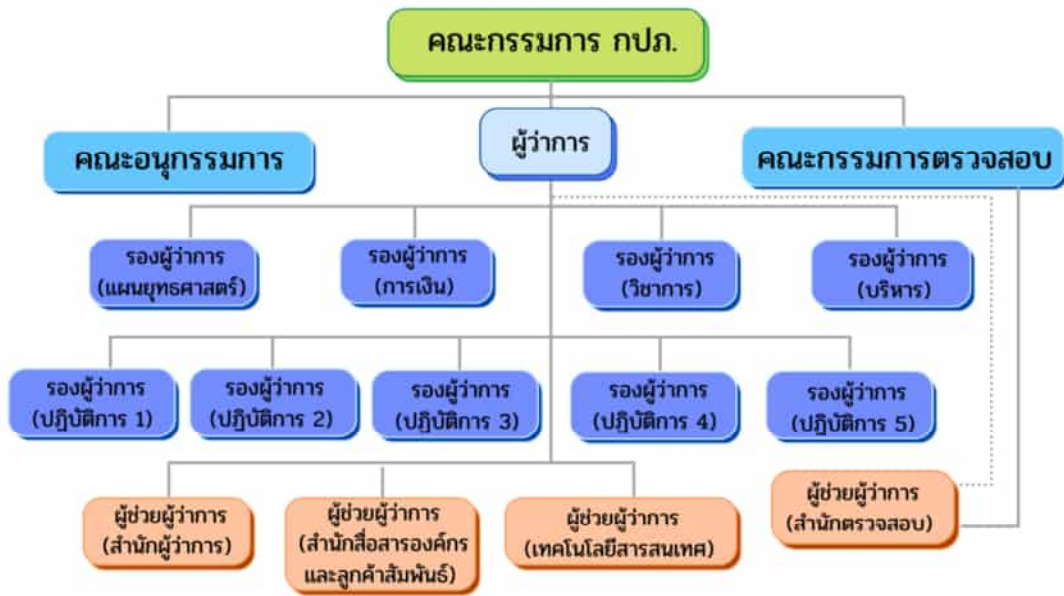 คณะกรรมการ กปภ.
คณะอนุกรรมการ
ผู้ว่าการ
คณะกรรมการตรวจสอบ
รองผู้ว่าการ
(แผนยุทธศาสตร์)
รองผู้ว่าการ
(การเงิน)
รองผู้ว่าการ
(วิชาการ)
รองผู้ว่าการ
(บริหาร)
รองผู้ว่าการ
(ปฏิบัติการ 1)
รองผู้ว่าการ
(ปฏิบัติการ 2)
รองผู้ว่าการ
(ปฏิบัติการ 3)
รองผู้ว่าการ
(ปฏิบัติการ 4)
รองผู้ว่าการ
(ปฏิบัติการ 5)
ผู้ช่วยผู้ว่าการ
(สำนักผู้ว่าการ)
ผู้ช่วยผู้ว่าการ
(สำนักสื่อสารองค์กร
และลูกค้าสัมพันธ์)
ผู้ช่วยผู้ว่าการ
(เทคโนโลยีสารสนเทศ)
ผู้ช่วยผู้ว่าการ
(สำนักตรวจสอบ)